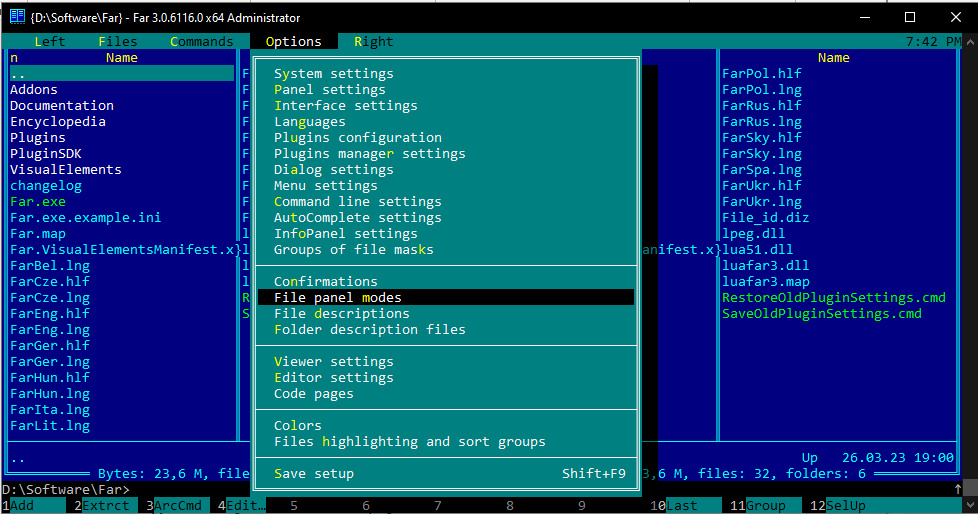 {D:\Software\Far} - Far 3.0.6116.0 x64 Administrator
Left Files Commands Options Right 7:42 PM
n Name Name
.. F System settings FarPol.hlf
Addons F Panel settings FarPol.lng
Documentation F Interface settings FarRus.hlf
Encyclopedia F Languages FarRus.lng
Plugins F Plugins configuration FarSky.hlf
PluginSDK F Plugins manager settings FarSky.lng
VisualElements F Dialog settings FarSpa.lng
changelog F Menu settings FarUkr.hlf
Far.exe F Command line settings FarUkr.lng
Far.exe.example.ini F AutoComplete settings File_id.diz
Far.map l InfoPanel settings lpeg.dll
Far.VisualElementsManifest.x}l Groups of file masks anifest.x}lua51.dll
FarBel.lng l luafar3.dll
FarCze.hlf l Confirmations luafar3.map
FarCze.lng R File panel modes RestoreOldPluginSettings.cmd
FarEng.hlf S File descriptions SaveOldPluginSettings.cmd
FarEng.lng Folder description files
FarGer.hlf
FarGer.lng Viewer settings
FarHun.hlf Editor settings
FarHun.lng Code pages
FarIta.lng
FarLit.lng Colors
Files highlighting and sort groups
.. Up 26.03.23 19:00
Bytes: 23,6 M, file Save setup Shift+F9 3,6 M, files: 32, folders: 6
D:\Software\Far>
1Add 2Extrct 3ArcCmd 4Edit… 5 6 7 8 9 10Last 11Group 12SelUp